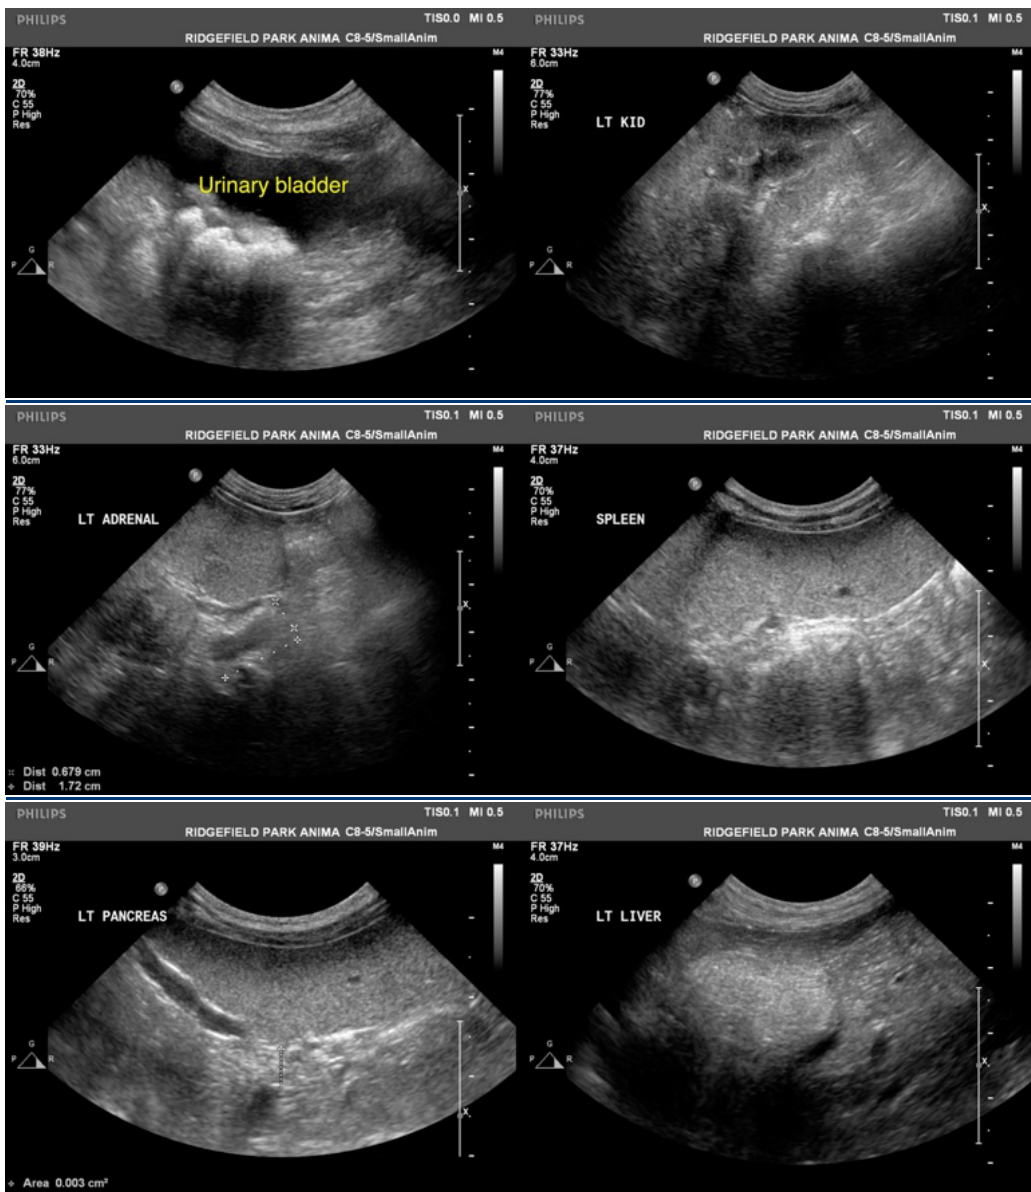 PHILIPS
TIS0.0 MI 0.5
RIDGEFIELD PARK ANIMA C8-5/SmallAnim
FR 38Hz
4.0cm
M4
2D
70%
C 55
P High
Res
P
Urinary bladder
X
G
P R
PHILIPS
TIS0.1 MI 0.5
RIDGEFIELD PARK ANIMA C8-5/SmallAnim
FR 33Hz
6.0cm
M4
2D
77%
C 55
P High
Res
P
LT KID
X
G
P R
PHILIPS
TIS0.1 MI 0.5
RIDGEFIELD PARK ANIMA C8-5/SmallAnim
FR 33Hz
6.0cm
M4
2D
77%
C 55
P High
Res
P
LT ADRENAL
X
G
P R
Dist 0.679 cm
Dist 1.72 cm
PHILIPS
TIS0.1 MI 0.5
RIDGEFIELD PARK ANIMA C8-5/SmallAnim
FR 37Hz
4.0cm
M4
2D
70%
C 55
P High
Res
P
SPLEEN
X
G
P R
PHILIPS
TIS0.1 MI 0.5
RIDGEFIELD PARK ANIMA C8-5/SmallAnim
FR 39Hz
3.0cm
M4
2D
66%
C 55
P High
Res
P
LT PANCREAS
X
G
P R
Area 0.003 cm²
PHILIPS
TIS0.1 MI 0.5
RIDGEFIELD PARK ANIMA C8-5/SmallAnim
FR 37Hz
4.0cm
M4
2D
70%
C 55
P High
Res
P
LT LIVER
X
G
P R